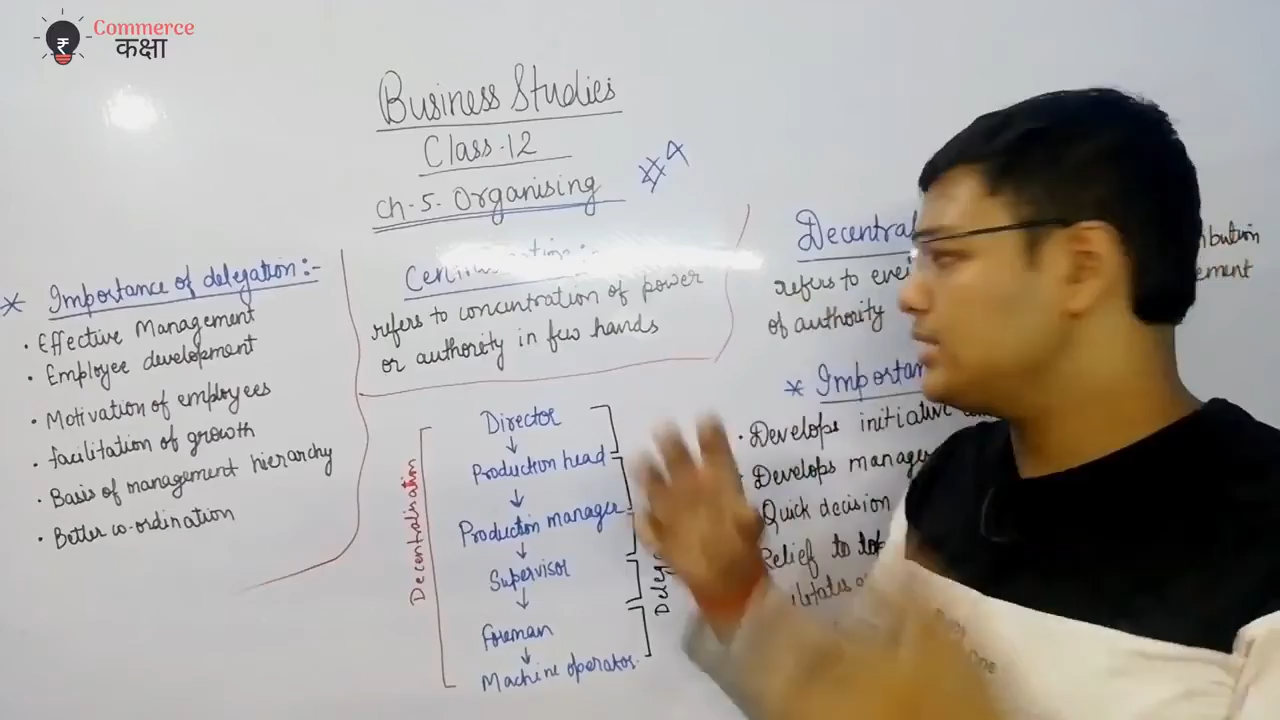 Commerce
कक्षा
Business Studies
Class-12
Ch-5- Organising
#4
* Importance of delegation:-
• Effective Management
• Employee development
• Motivation of employees
• facilitation of growth
• Basis of management hierarchy
• Better co-ordination
refers to concentration of power
or authority in few hands
Director
Production head
Production manager
Supervisor
Foreman
Machine operator
Decentralisation
refers to
of authority
*
• Develops initiative
• Develops
Quick decision
Relief to